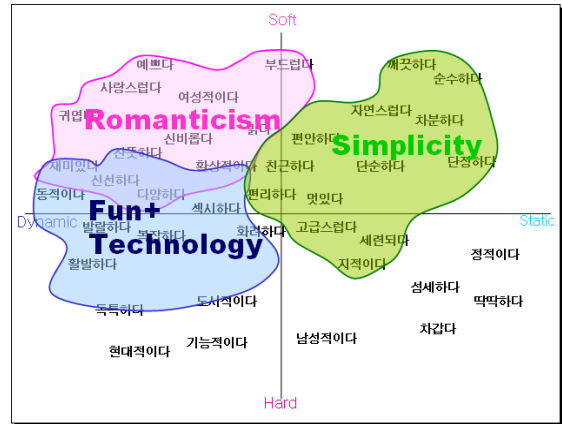 Soft
예쁘다
부드럽다
깨끗하다
순수하다
사랑스럽다
여성적이다
자연스럽다
귀엽다
Romanticism
맑다
차분하다
신비롭다
편안하다
Simplicity
산뜻하다
재미있다
환상적이다
친근하다
단순하다
단정하다
신선하다
동적이다
다양하다
편리하다
멋있다
섹시하다
Fun+
Technology
Dynamic
Static
발랄하다
복잡하다
화려하다
고급스럽다
세련되다
정적이다
활발하다
지적이다
섬세하다
딱딱하다
독특하다
도시적이다
차갑다
현대적이다
기능적이다
남성적이다
Hard